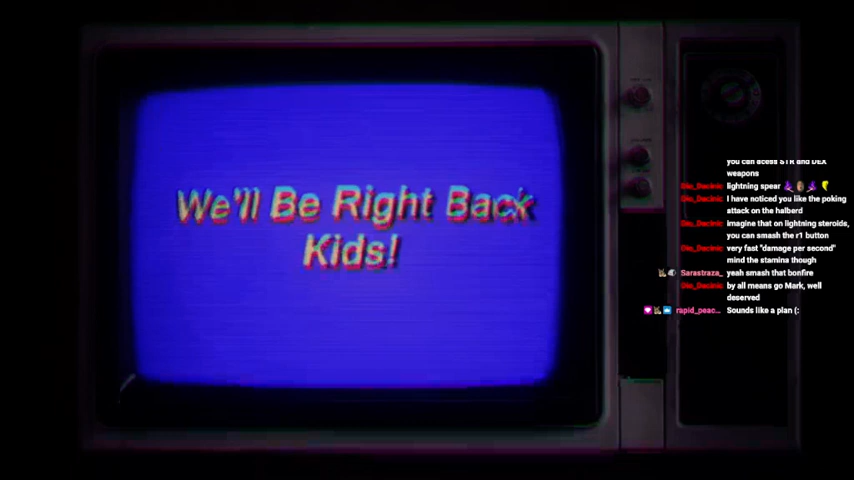 We'll Be Right Back
Kids!
you can acess STR and DEX
weapons
lightning spear
I have noticed you like the poking
attack on the halberd
imagine that on lightning steroids,
you can smash the r1 button
very fast "damage per second"
mind the stamina though
Sarastraza_ yeah smash that bonfire
by all means go Mark, well
deserved
rapid_peac... Sounds like a plan (: